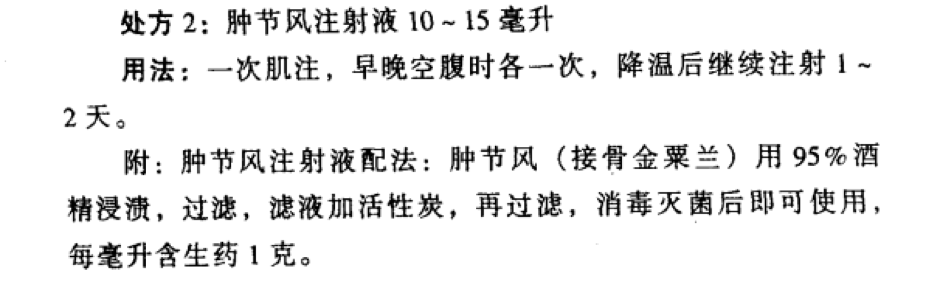 处方 2：肿节风注射液 10～15 毫升
用法：一次肌注，早晚空腹时各一次，降温后继续注射 1～
2 天。
附：肿节风注射液配法：肿节风（接骨金粟兰）用 95%酒
精浸渍，过滤，滤液加活性炭，再过滤，消毒灭菌后即可使用，
每毫升含生药 1 克。